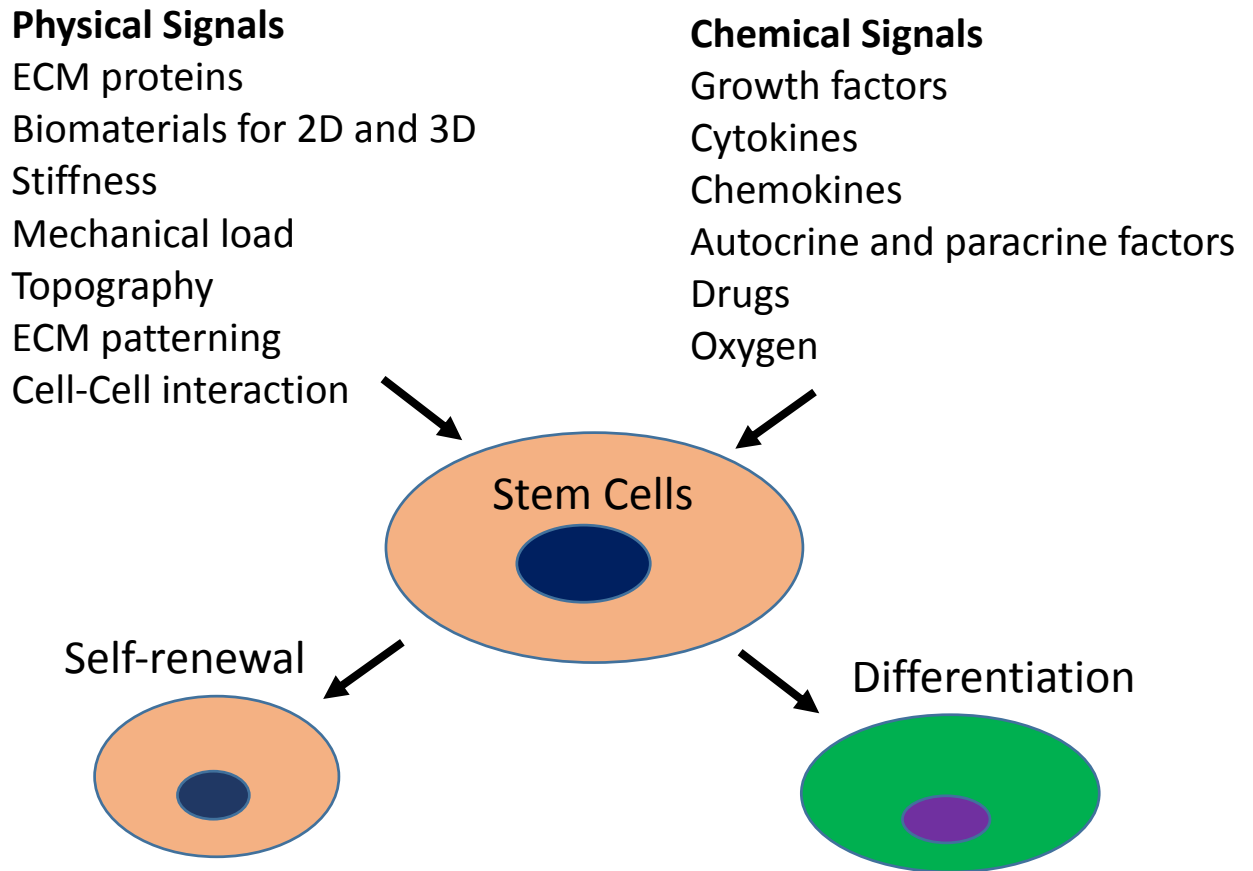 Physical Signals
ECM proteins
Biomaterials for 2D and 3D
Stiffness
Mechanical load
Topography
ECM patterning
Cell-Cell interaction
Chemical Signals
Growth factors
Cytokines
Chemokines
Autocrine and paracrine factors
Drugs
Oxygen
Stem Cells
Self-renewal
Differentiation